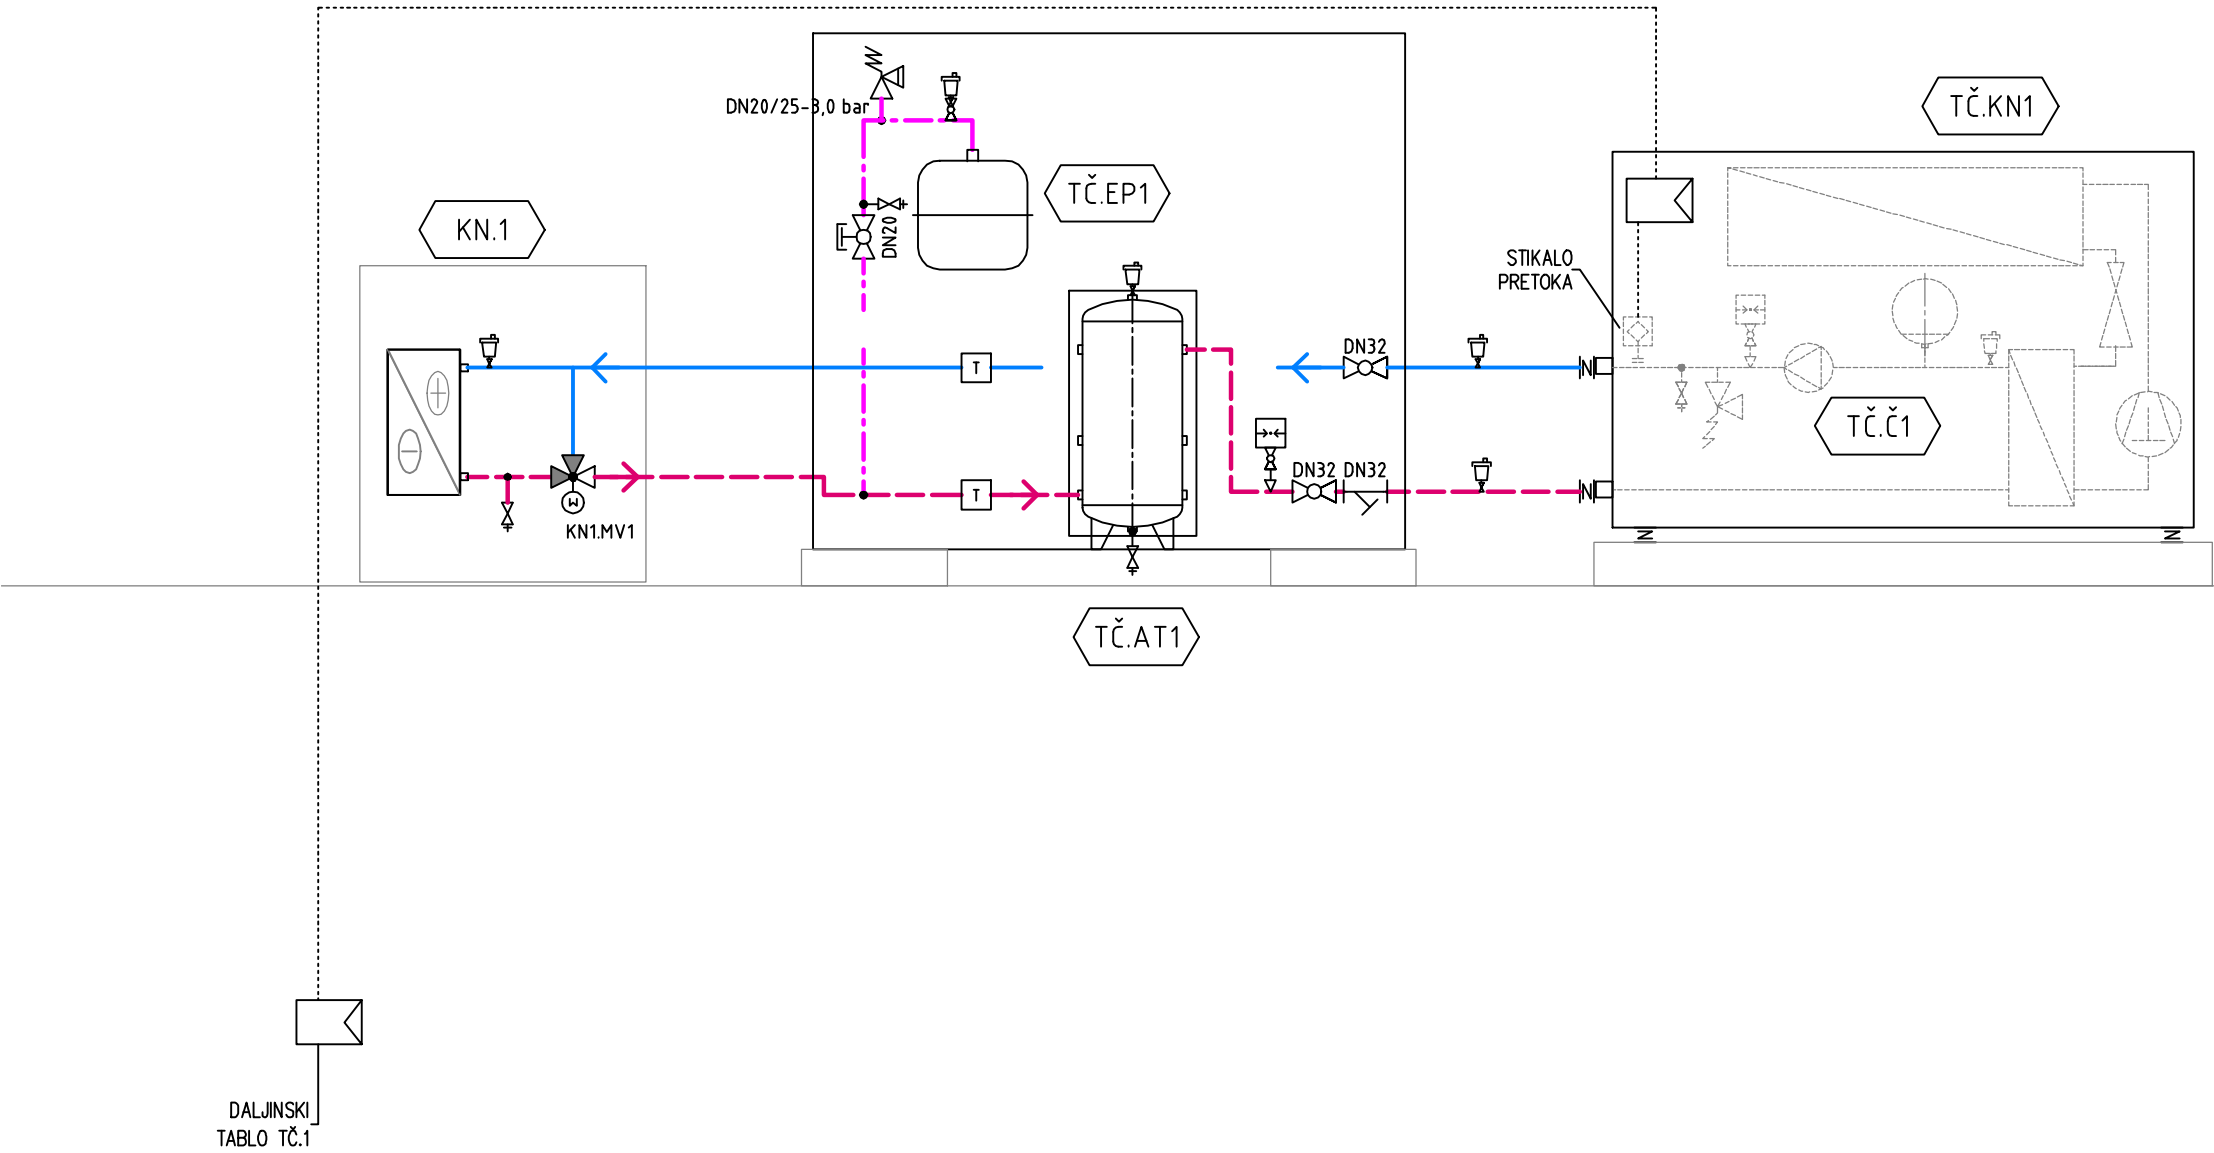 DN20/25-3,0 bar
TČ.KN1
TČ.EP1
KN.1
DN20
STIKALO
PRETOKA
DN32
T
TČ.Č1
DN32 DN32
T
M
KN1.MV1
TČ.AT1
DALJINSKI
TABLO TČ.1